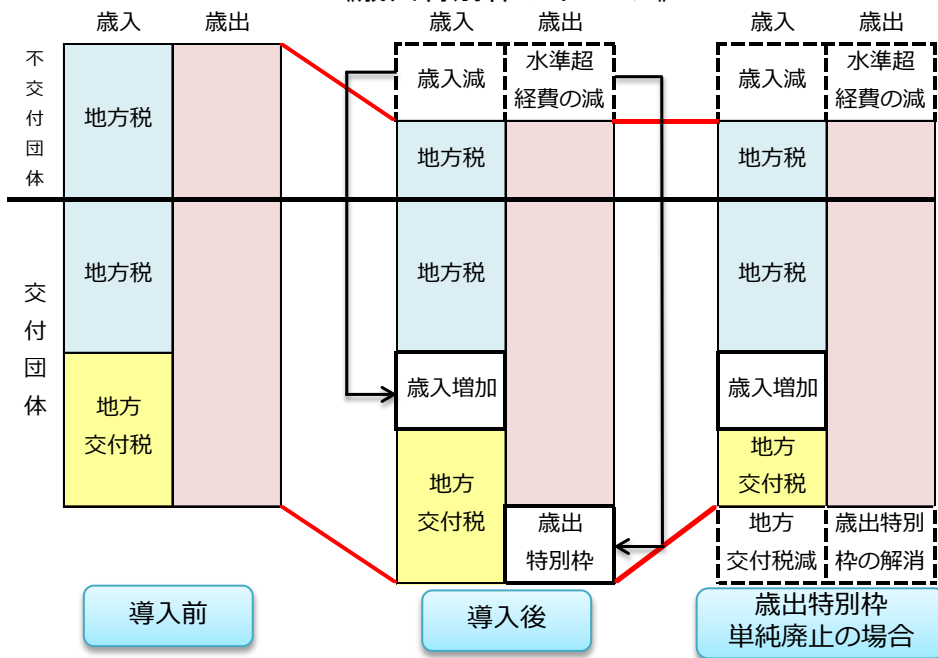 歳入
歳出
歳入
歳出
歳入
歳出
不
交
付
団
体
交
付
団
体
地方税
地方税
地方
交付税
導入前
歳入減
水準超
経費の減
地方税
地方税
歳入増加
地方
交付税
歳出
特別枠
導入後
歳入減
水準超
経費の減
地方税
地方税
歳入増加
地方
交付税
地方
交付税減
歳出特別
枠の解消
歳出特別枠
単純廃止の場合